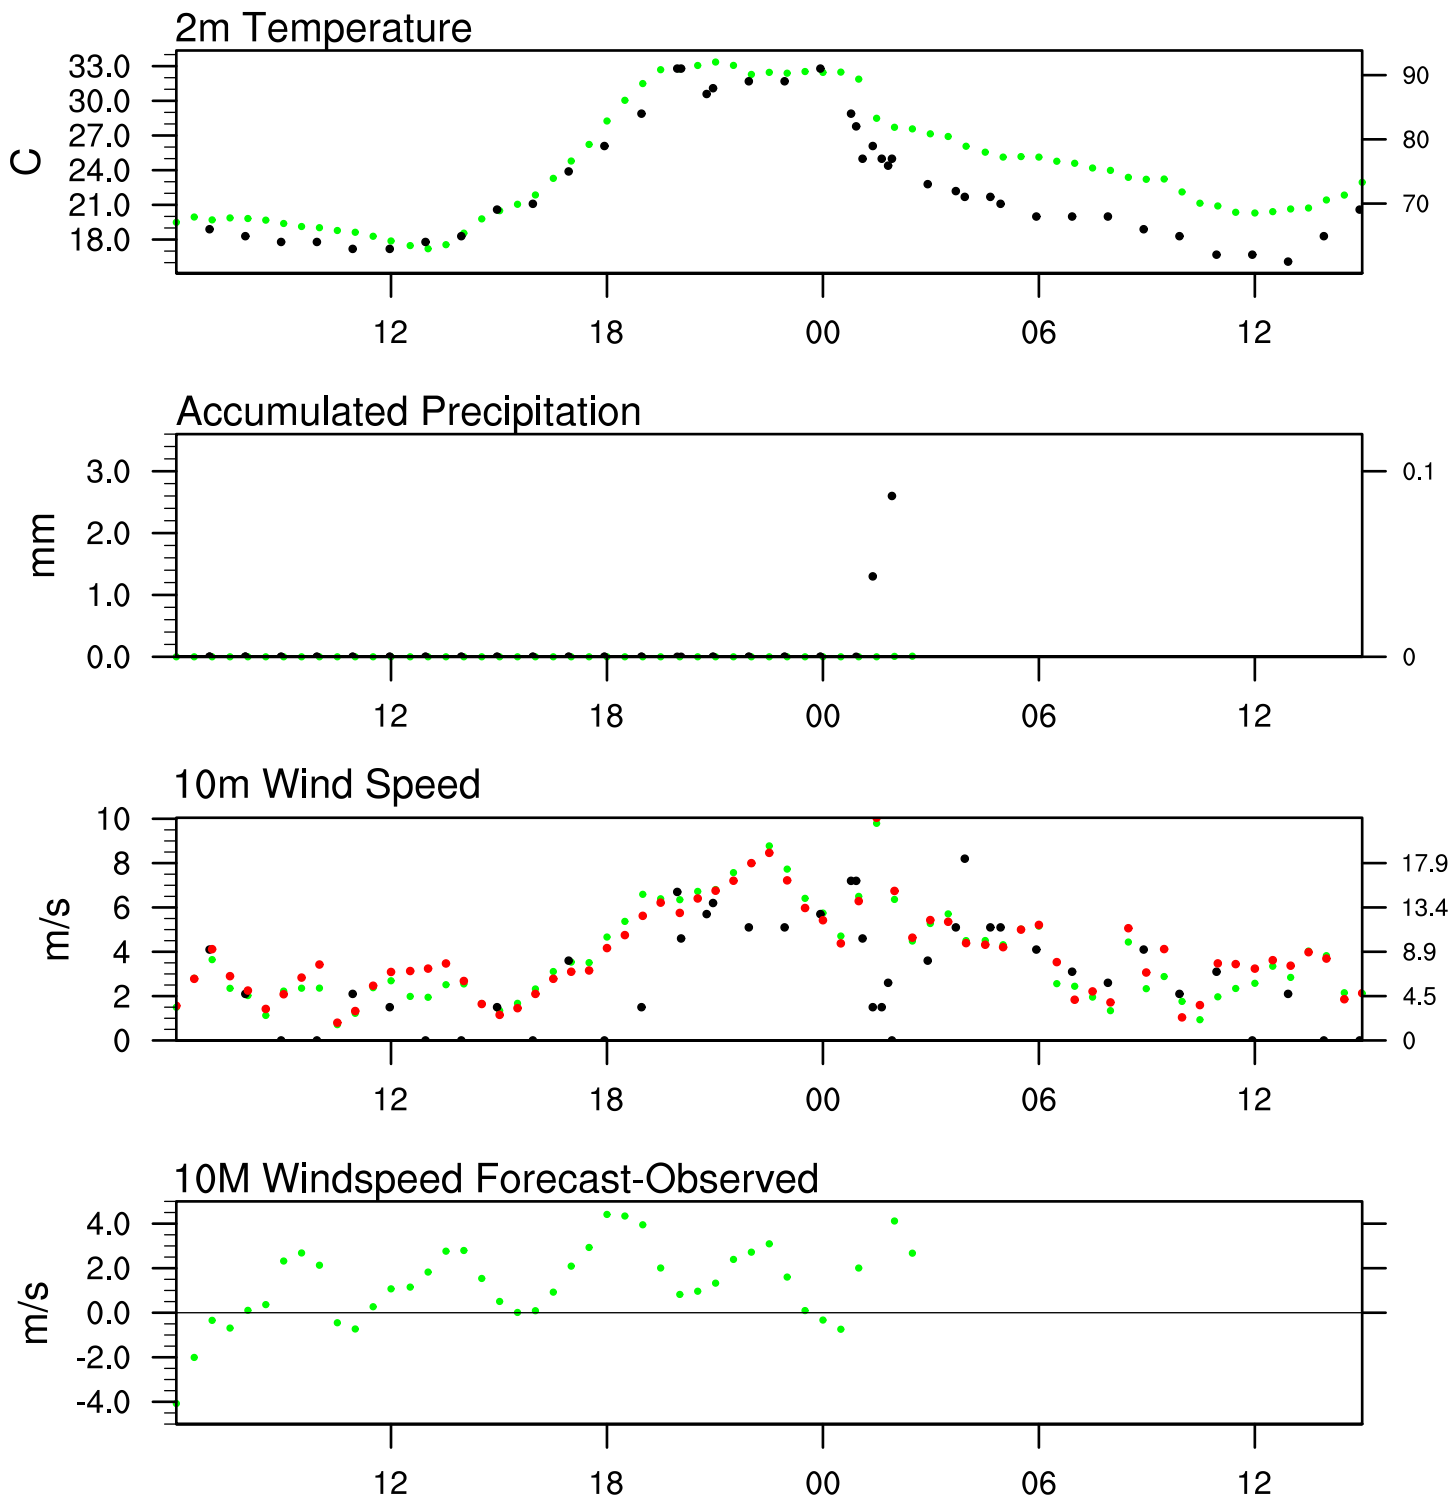 2m Temperature
33.0
30.0
27.0
24.0
21.0
18.0
C
90
80
70
12 18 00 06 12
Accumulated Precipitation
3.0
2.0
1.0
0.0
mm
0.1
0
12 18 00 06 12
10m Wind Speed
10
8
6
4
2
0
m/s
17.9
13.4
8.9
4.5
0
12 18 00 06 12
10M Windspeed Forecast-Observed
4.0
2.0
0.0
-2.0
-4.0
m/s
12 18 00 06 12